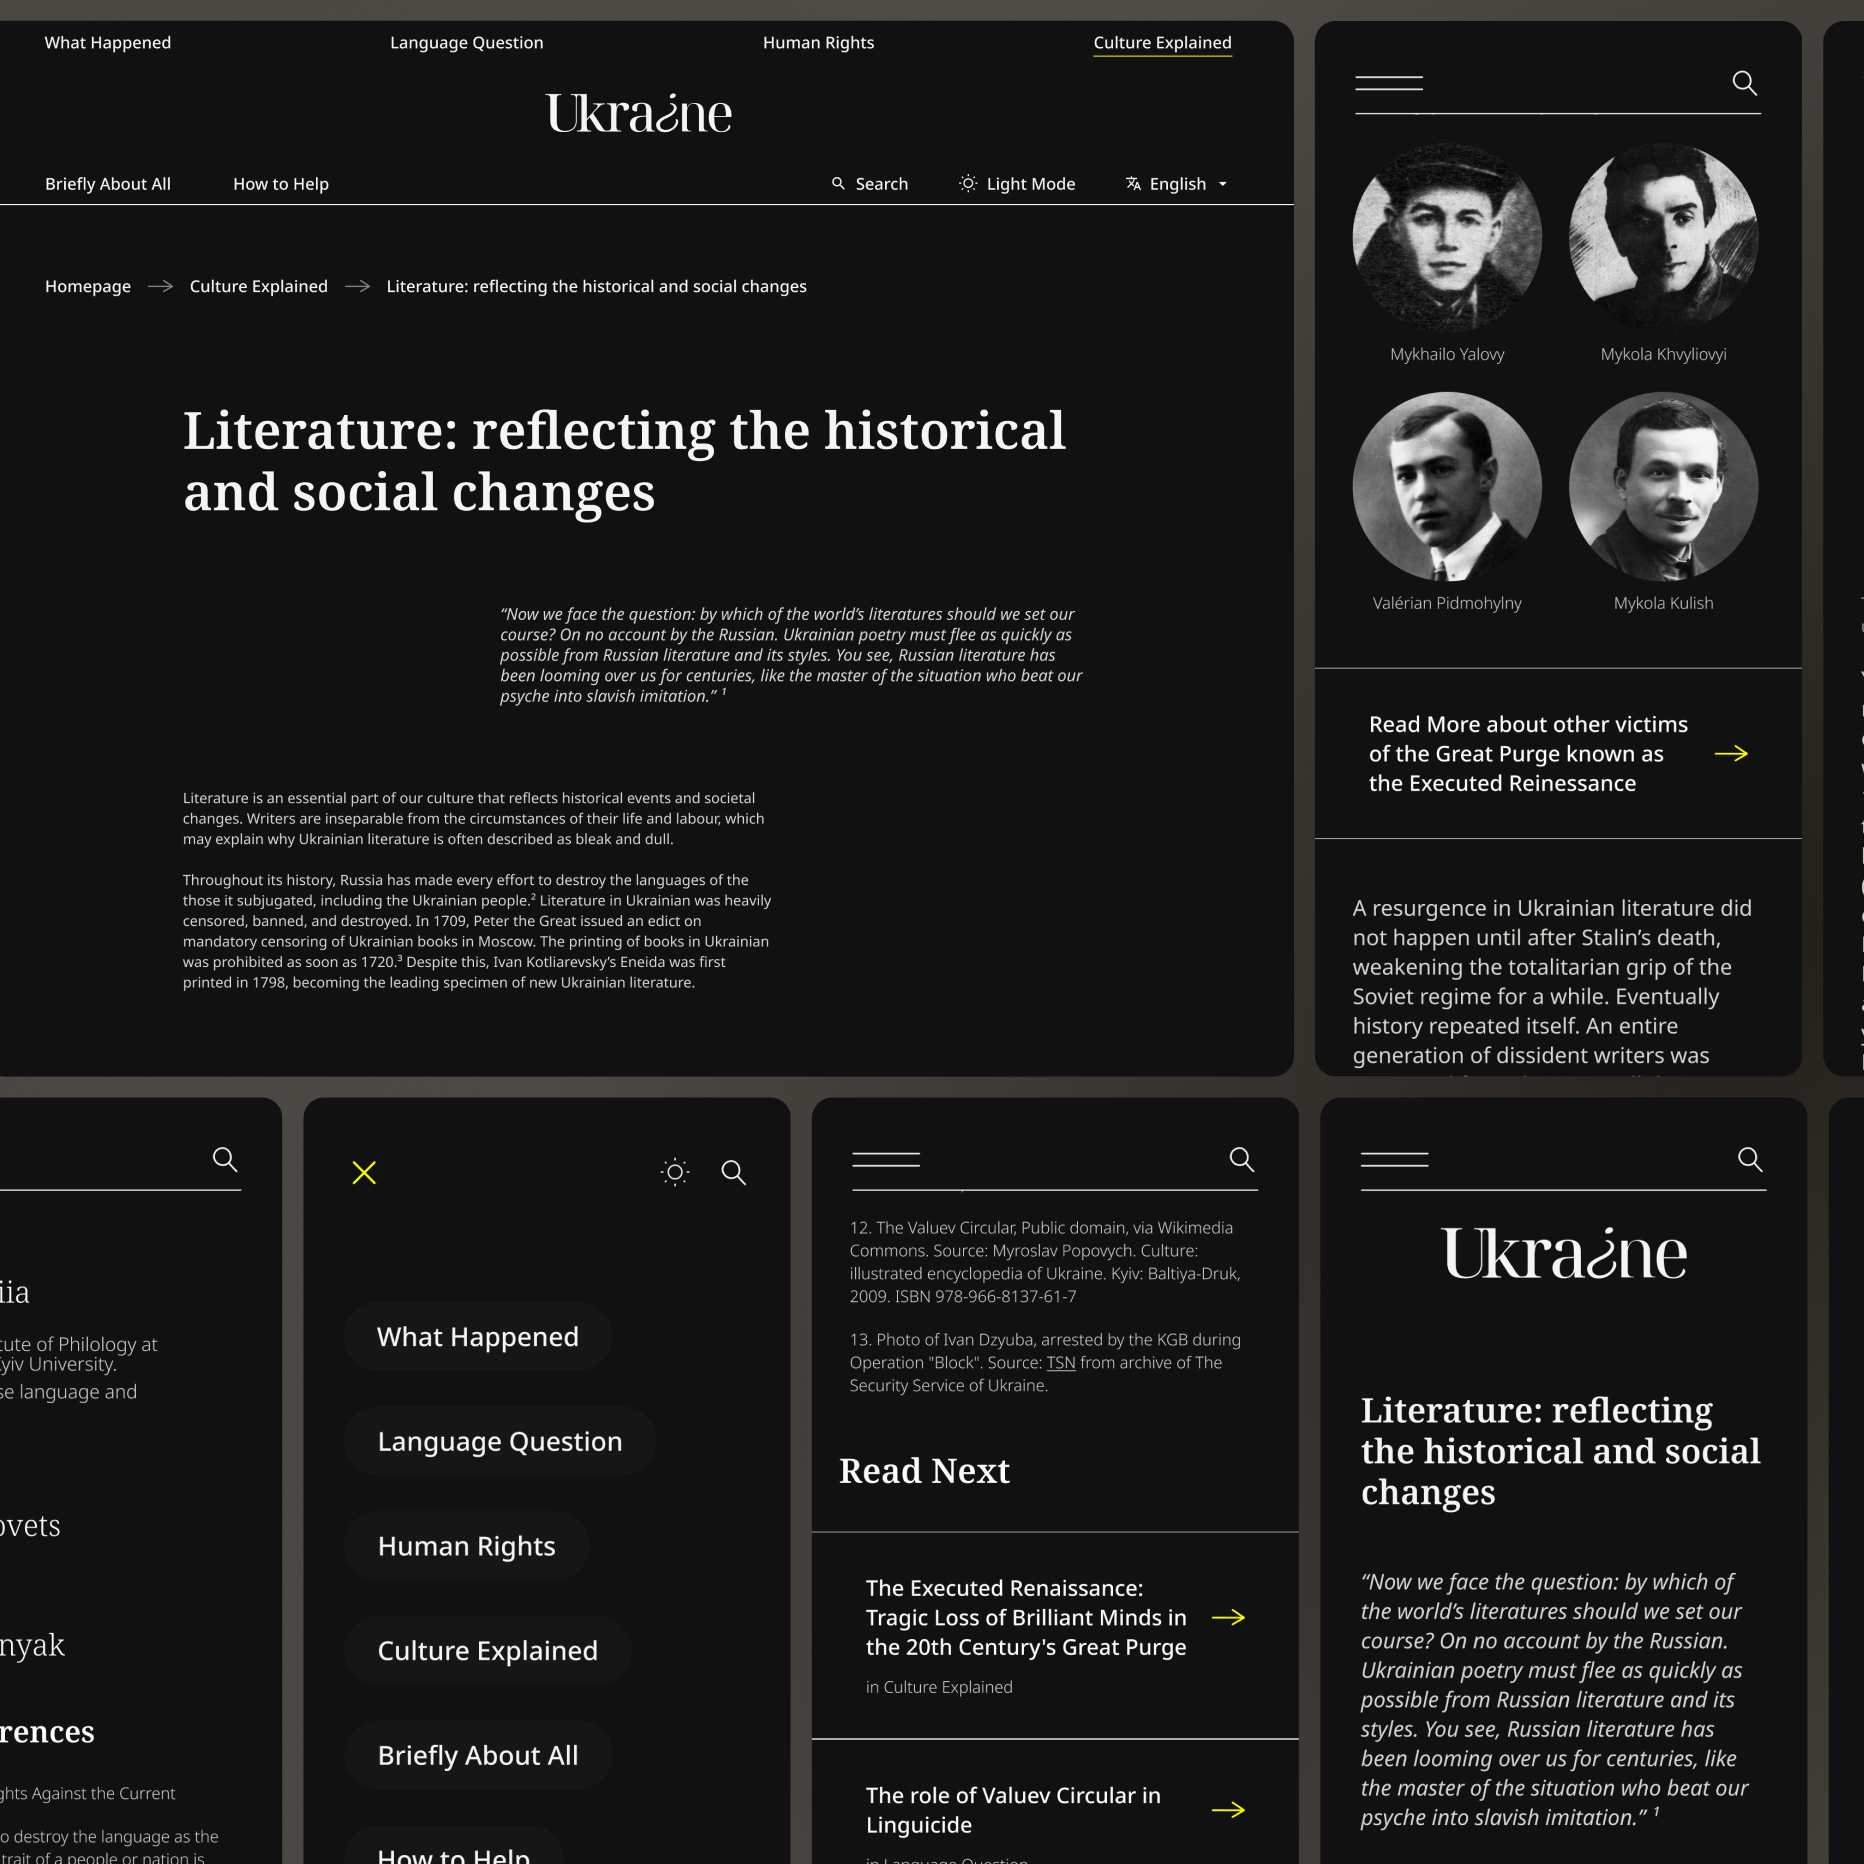 What Happened
Language Question
Human Rights
Culture Explained
Ukraine
Briefly About All
How to Help
Search
Light Mode
English
Homepage
Culture Explained
Literature: reflecting the historical and social changes
Literature: reflecting the historical
and social changes
“Now we face the question: by which of the world’s literatures should we set our
course? On no account by the Russian. Ukrainian poetry must flee as quickly as
possible from Russian literature and its styles. You see, Russian literature has
been looming over us for centuries, like the master of the situation who beat our
psyche into slavish imitation.” ¹
Literature is an essential part of our culture that reflects historical events and societal
changes. Writers are inseparable from the circumstances of their life and labour, which
may explain why Ukrainian literature is often described as bleak and dull.
Throughout its history, Russia has made every effort to destroy the languages of the
those it subjugated, including the Ukrainian people.² Literature in Ukrainian was heavily
censored, banned, and destroyed. In 1709, Peter the Great issued an edict on
mandatory censoring of Ukrainian books in Moscow. The printing of books in Ukrainian
was prohibited as soon as 1720.³ Despite this, Ivan Kotliarevsky’s Eneida was first
printed in 1798, becoming the leading specimen of new Ukrainian literature.
Mykhailo Yalovy
Mykola Khvyliovyi
Valérian Pidmohylny
Mykola Kulish
Read More about other victims
of the Great Purge known as
the Executed Reinessance
A resurgence in Ukrainian literature did
not happen until after Stalin’s death,
weakening the totalitarian grip of the
Soviet regime for a while. Eventually
history repeated itself. An entire
generation of dissident writers was
iia
tute of Philology at
yiv University.
se language and
ovets
nyak
rences
ghts Against the Current
o destroy the language as the
trait of a people or nation is
What Happened
Language Question
Human Rights
Culture Explained
Briefly About All
How to Help
12. The Valuev Circular, Public domain, via Wikimedia
Commons. Source: Myroslav Popovych. Culture:
illustrated encyclopedia of Ukraine. Kyiv: Baltiya-Druk,
2009. ISBN 978-966-8137-61-7
13. Photo of Ivan Dzyuba, arrested by the KGB during
Operation "Block". Source: TSN from archive of The
Security Service of Ukraine.
Read Next
The Executed Renaissance:
Tragic Loss of Brilliant Minds in
the 20th Century's Great Purge
in Culture Explained
The role of Valuev Circular in
Linguicide
in Language Question
Ukraine
Literature: reflecting
the historical and social
changes
“Now we face the question: by which of
the world’s literatures should we set our
course? On no account by the Russian.
Ukrainian poetry must flee as quickly as
possible from Russian literature and its
styles. You see, Russian literature has
been looming over us for centuries, like
the master of the situation who beat our
psyche into slavish imitation.” ¹